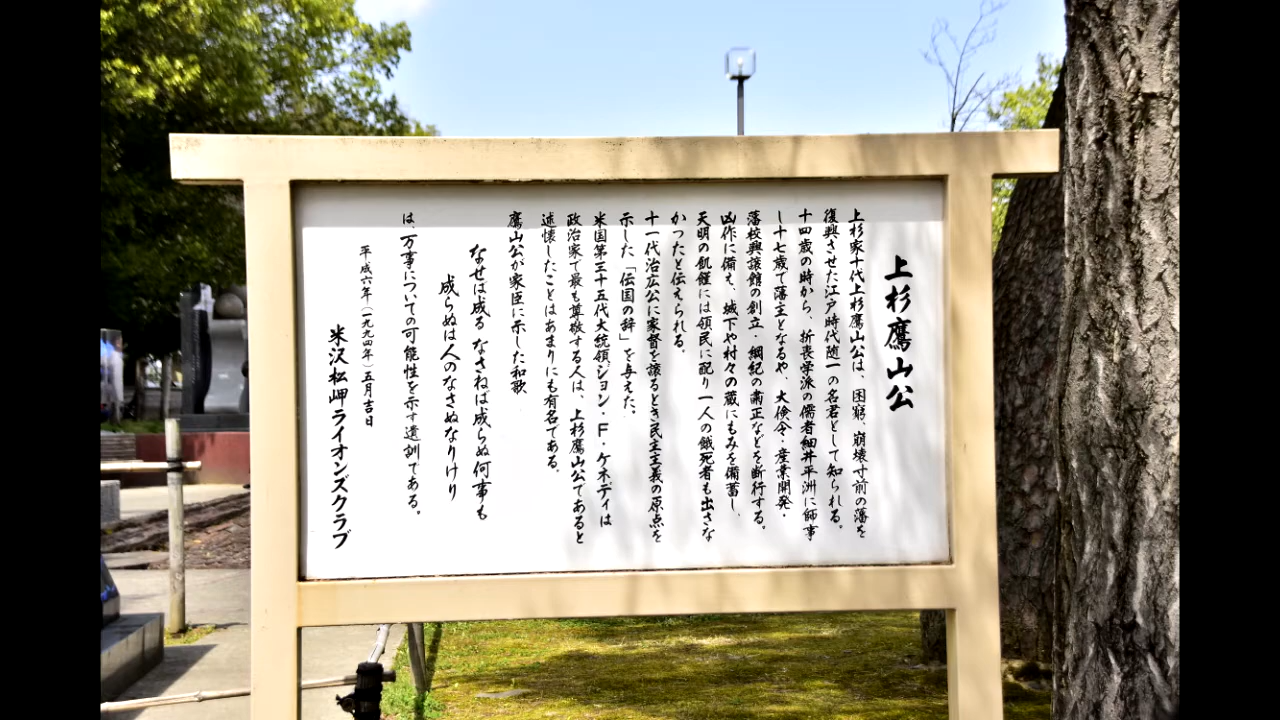 上杉鷹山公
上杉家十代上杉鷹山公は、困窮、崩壊寸前の藩を
復興させた江戸時代随一の名君として知られる。
十四歳の時から、折衷学派の儒者細井平洲に師事
し十七歳で藩主となるや、大倹令・産業開発・
藩校興譲館の創立・綱紀の粛正などを断行する。
凶作に備え、城下や村々の蔵にもみを備蓄し、
天明の飢饉には領民に配り一人の餓死者も出さな
かつたと伝えられる。
十一代治広公に家督を譲るとき民主主義の原点を
示した「伝国の辞」を与えた、
米国第三十五代大統領ジョン・F・ケネディは
政治家で最も尊敬する人は、上杉鷹山公であると
述懐したことはあまりにも有名である。
鷹山公が家臣に示した和歌
なせは成る なさねは成らぬ何事も
成らぬは人のなさぬなりけり
は、万事についての可能性を示す遺訓である。
平成六年(一九九四年)五月吉日
米沢松岬ライオンズクラブ